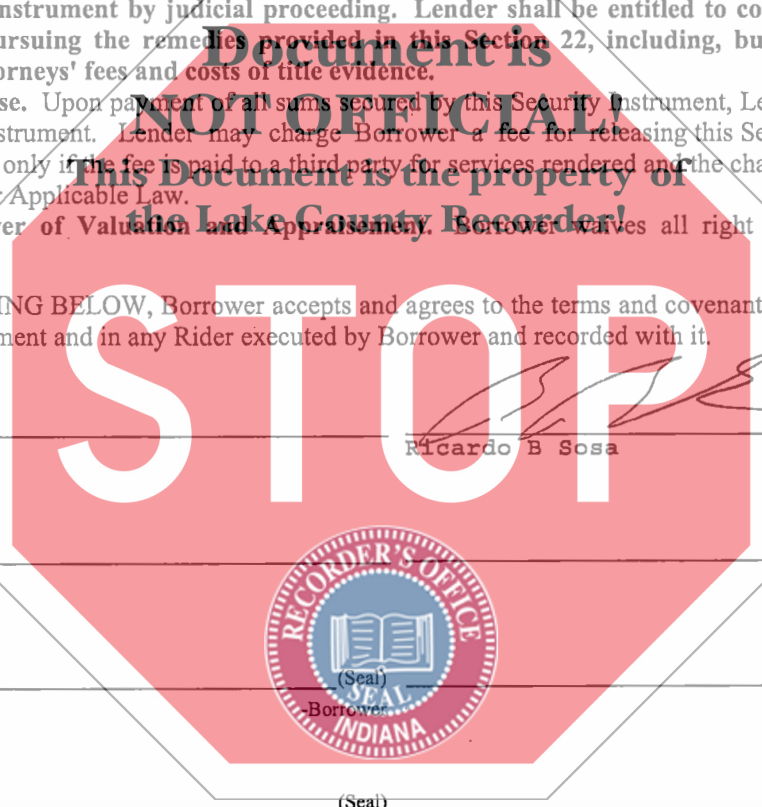 nstrument by judicial proceeding. Lender shall be entitled to co
ursuing the remedies provided in this Section 22, including, bu
Document is
orneys' fees and costs of title evidence.
se. Upon payment of all sums secured by this Security Instrument, Le
NOT OFFICIAL!
strument. Lender may charge Borrower a fee for releasing this Se
only if the fee is paid to a third party for services rendered and the cha
This Document is the property of
r Applicable Law.
the Lake County Recorder!
er of Valuation and Appraisement. Borrower waives all right
ING BELOW, Borrower accepts and agrees to the terms and covenant
ment and in any Rider executed by Borrower and recorded with it.
STOP
Ricardo B Sosa
RECORDER'S OFFICE
(Seal)
SEAL
-Borrower
INDIANA
(Seal)